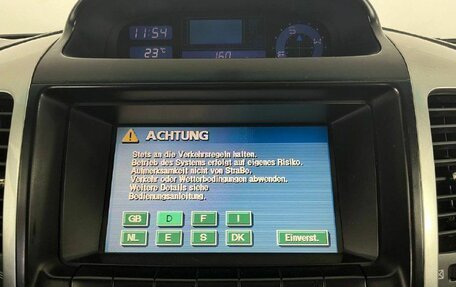 11:54
23°C
160
ACHTUNG
Stets an die Verkehrsregeln halten.
Betrieb des Systems erfolgt auf eigenes Risiko.
Aufmerksamkeit nicht von Straße,
Verkehr oder Wetterbedingungen abwenden.
Weitere Details siehe
Bedienungsanleitung.
GB D F I
NL E S DK Einverst.